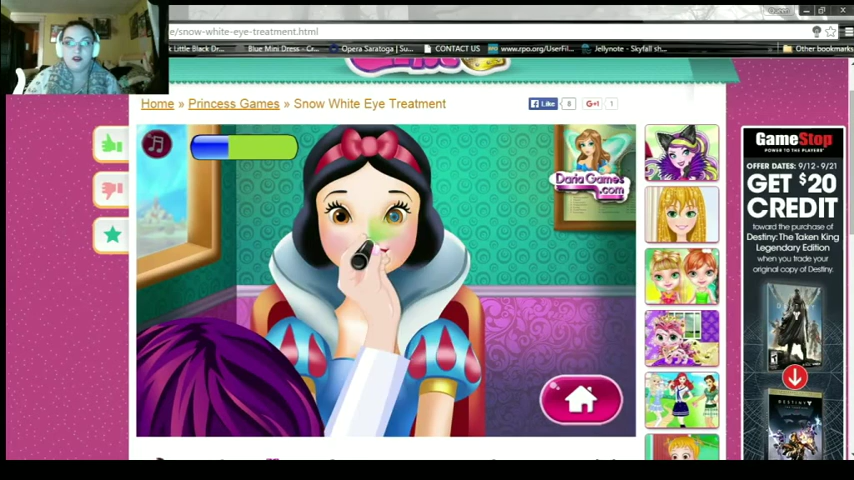 e/snow-white-eye-treatment.html
k Little Black Dr...
Blue Mini Dress - Cr...
Opera Saratoga | Su...
CONTACT US
www.rpo.org/UserFil...
Jellynote - Skyfall sh...
Other bookmarks
Home » Princess Games » Snow White Eye Treatment
Like
8
G+1
1
Daria Games
.com
GameStop
POWER TO THE PLAYERS
OFFER DATES: 9/12 - 9/21
GET $20
CREDIT
toward the purchase of
Destiny: The Taken King
Legendary Edition
when you trade your
original copy of Destiny.
DESTINY